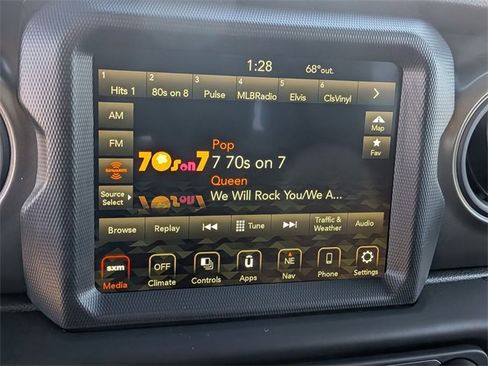 1:28 68°out.
1 2 3 4 5 6
Hits 1 80s on 8 Pulse MLBRadio Elvis ClsVinyl
AM
Map
FM
Fav
Pop
70s on 7 7 70s on 7
SiriusXM
Queen
Source Select We Will Rock You/We A...
Browse Replay Tune Traffic & Weather Audio
sxm OFF NE
Media Climate Controls Apps Nav Phone Settings